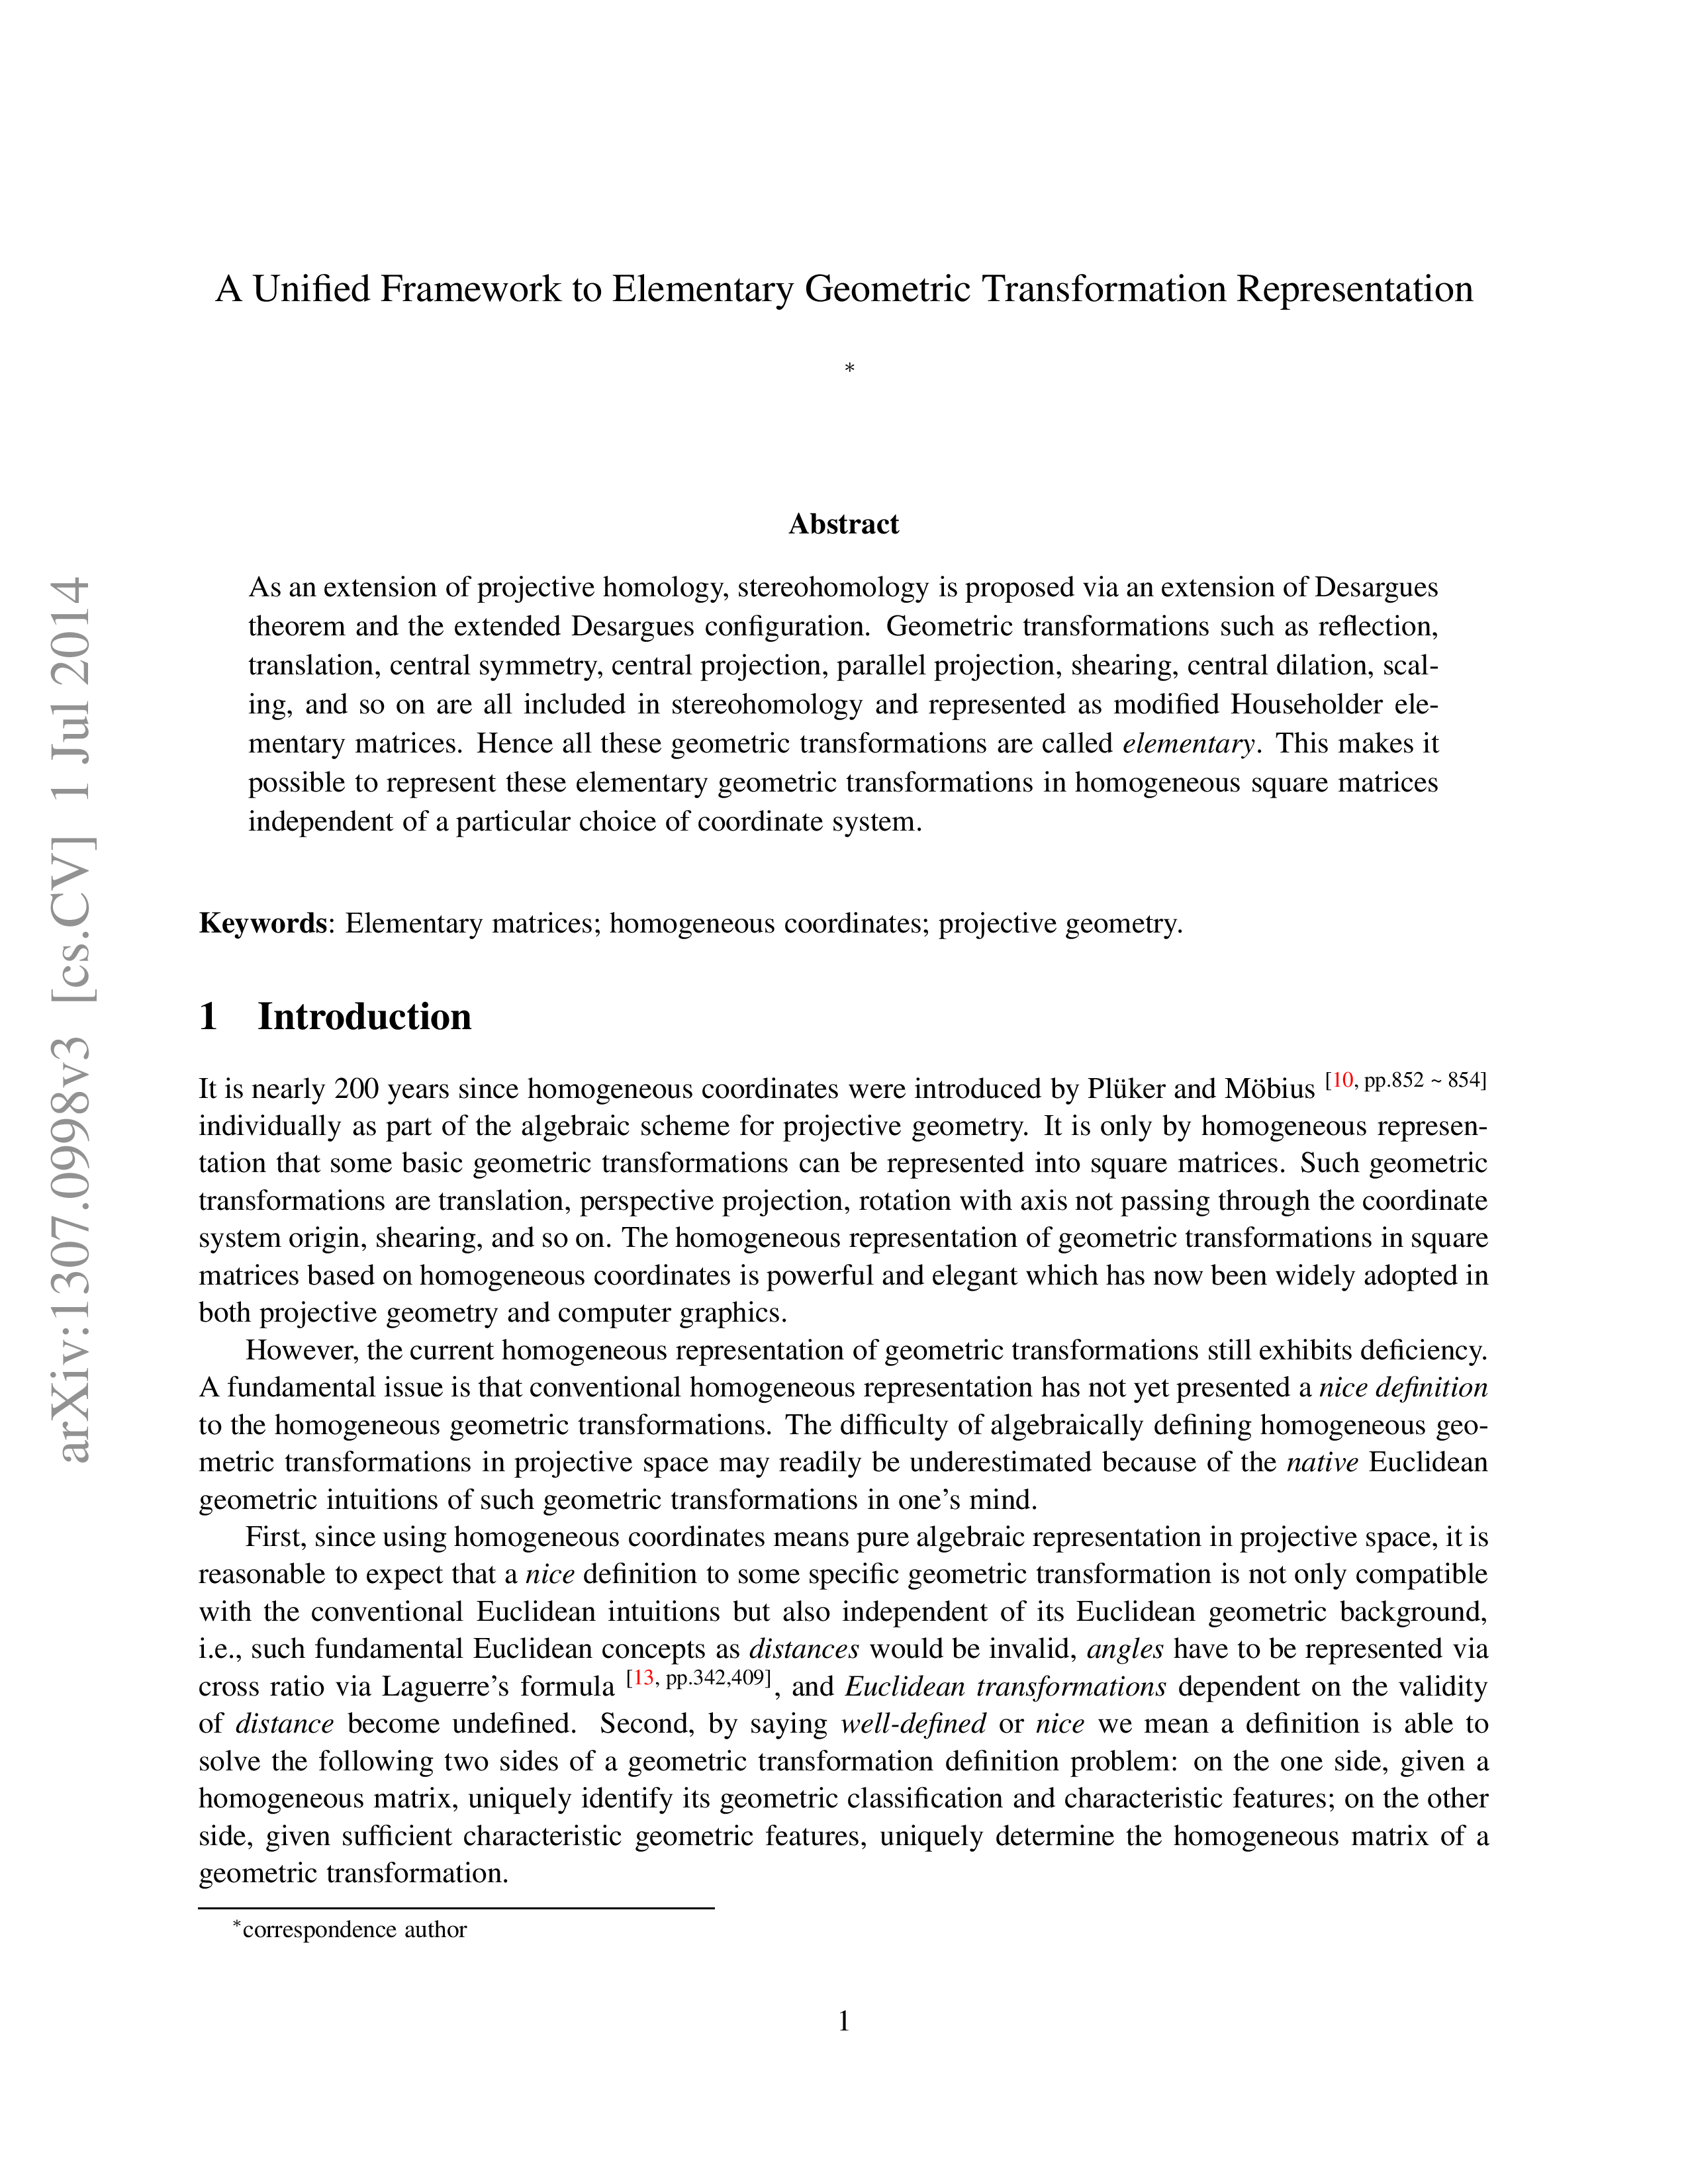 A Unified Framework to Elementary Geometric Transformation Representation
*
Abstract
As an extension of projective homology, stereohomology is proposed via an extension of Desargues
theorem and the extended Desargues configuration. Geometric transformations such as reflection,
translation, central symmetry, central projection, parallel projection, shearing, central dilation, scal-
ing, and so on are all included in stereohomology and represented as modified Householder ele-
mentary matrices. Hence all these geometric transformations are called elementary. This makes it
possible to represent these elementary geometric transformations in homogeneous square matrices
independent of a particular choice of coordinate system.
Keywords: Elementary matrices; homogeneous coordinates; projective geometry.
1 Introduction
It is nearly 200 years since homogeneous coordinates were introduced by Plüker and Möbius [10, pp.852 ~ 854]
individually as part of the algebraic scheme for projective geometry. It is only by homogeneous represen-
tation that some basic geometric transformations can be represented into square matrices. Such geometric
transformations are translation, perspective projection, rotation with axis not passing through the coordinate
system origin, shearing, and so on. The homogeneous representation of geometric transformations in square
matrices based on homogeneous coordinates is powerful and elegant which has now been widely adopted in
both projective geometry and computer graphics.
However, the current homogeneous representation of geometric transformations still exhibits deficiency.
A fundamental issue is that conventional homogeneous representation has not yet presented a nice definition
to the homogeneous geometric transformations. The difficulty of algebraically defining homogeneous geo-
metric transformations in projective space may readily be underestimated because of the native Euclidean
geometric intuitions of such geometric transformations in one's mind.
First, since using homogeneous coordinates means pure algebraic representation in projective space, it is
reasonable to expect that a nice definition to some specific geometric transformation is not only compatible
with the conventional Euclidean intuitions but also independent of its Euclidean geometric background,
i.e., such fundamental Euclidean concepts as distances would be invalid, angles have to be represented via
cross ratio via Laguerre's formula [13, pp.342,409], and Euclidean transformations dependent on the validity
of distance become undefined. Second, by saying well-defined or nice we mean a definition is able to
solve the following two sides of a geometric transformation definition problem: on the one side, given a
homogeneous matrix, uniquely identify its geometric classification and characteristic features; on the other
side, given sufficient characteristic geometric features, uniquely determine the homogeneous matrix of a
geometric transformation.
*correspondence author
1
arXiv:1307.0998v3 [cs.CV] 1 Jul 2014